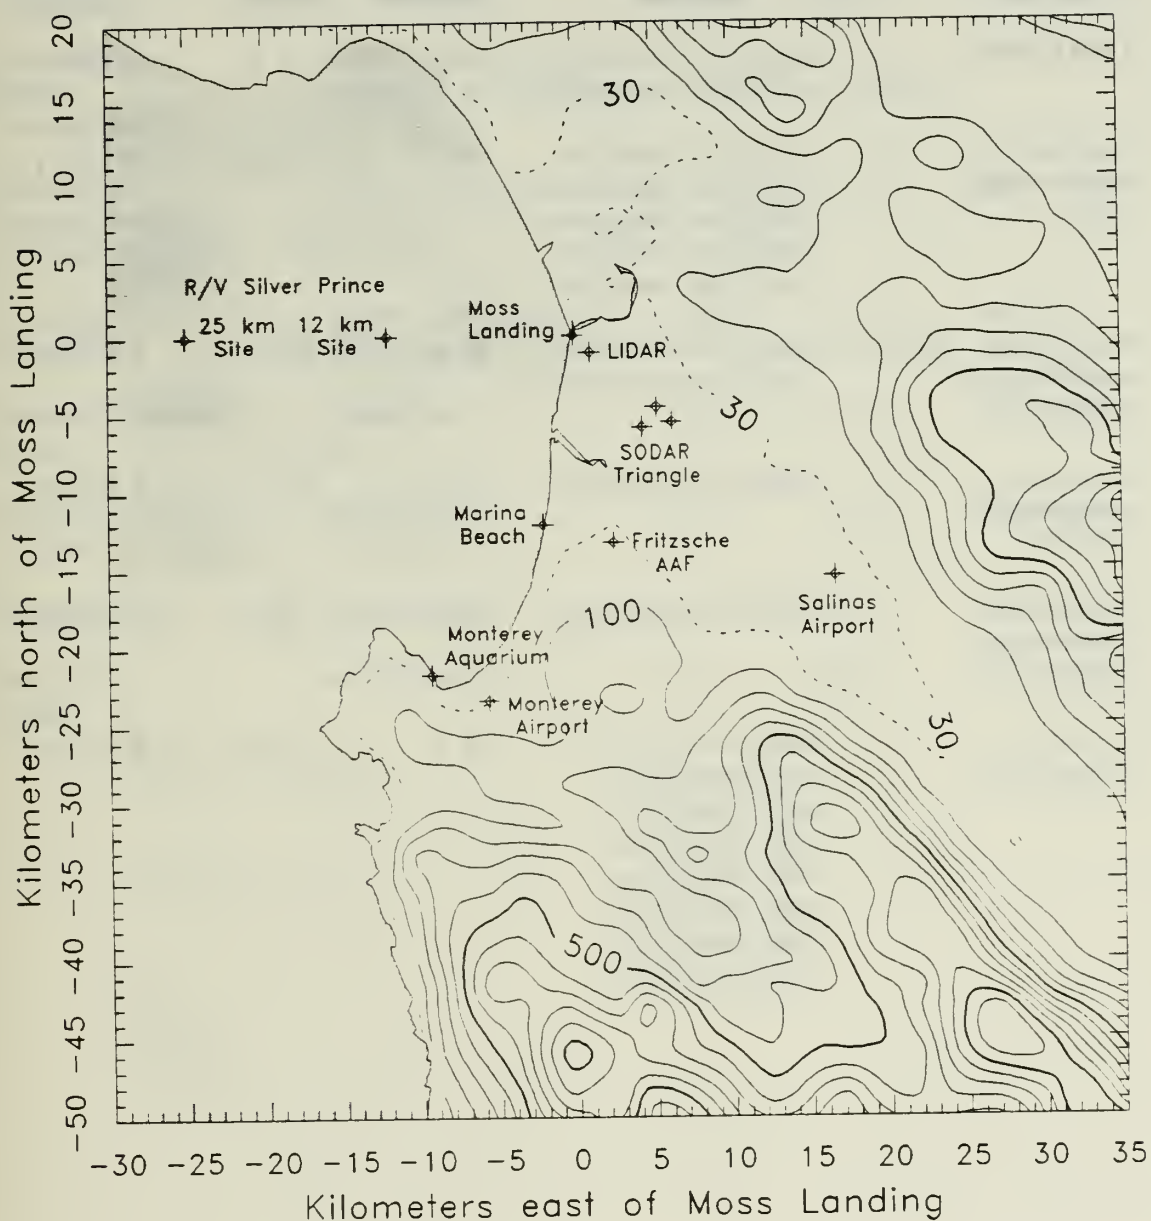 20
15
10
5
0
-5
-10
-15
-20
-25
-30
-35
-40
-45
-50
Kilometers north of Moss Landing
30
R/V Silver Prince
25 km
Site
12 km
Site
Moss
Landing
LIDAR
30
SODAR
Triangle
Marina
Beach
Fritzsche
AAF
Salinas
Airport
100
Monterey
Aquarium
Monterey
Airport
30
500
-30 -25 -20 -15 -10 -5 0 5 10 15 20 25 30 35
Kilometers east of Moss Landing